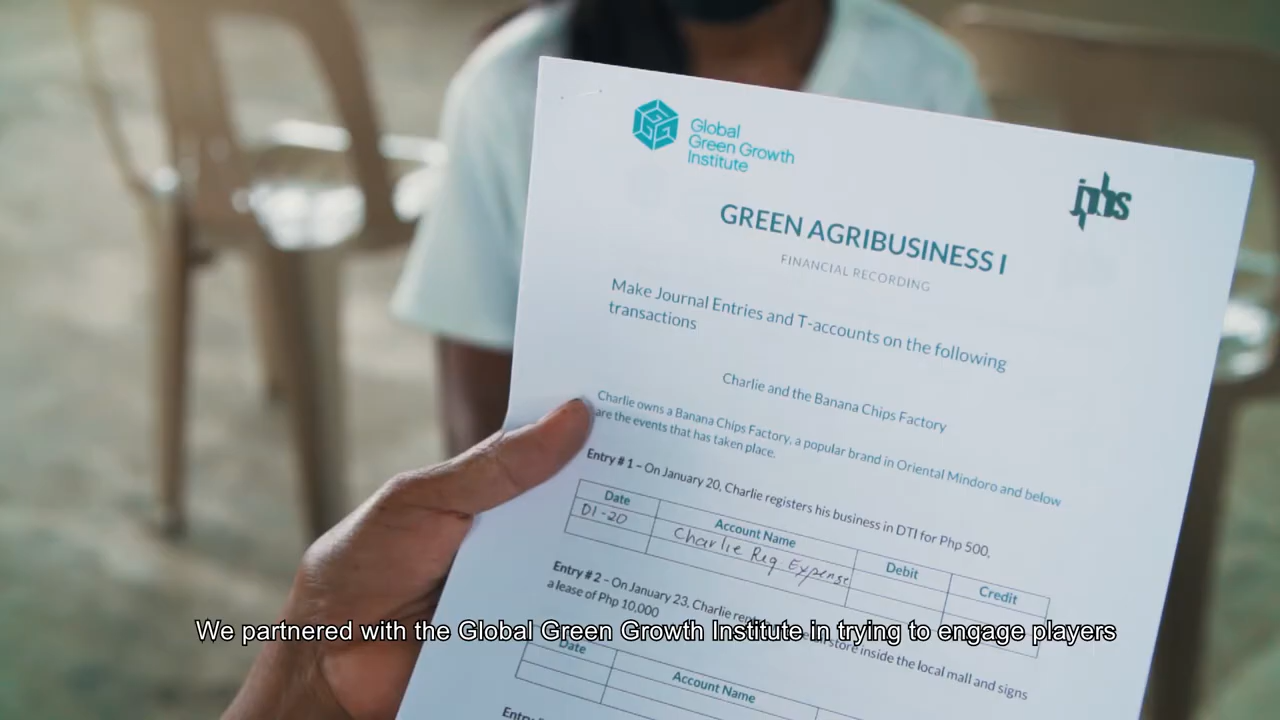 Global
Green Growth
Institute
jphs
GREEN AGRIBUSINESS I
FINANCIAL RECORDING
Make Journal Entries and T-accounts on the following
transactions
Charlie and the Banana Chips Factory
Charlie owns a Banana Chips Factory, a popular brand in Oriental Mindoro and below
are the events that has taken place.
Entry # 1 – On January 20, Charlie registers his business in DTI for Php 500.
Date Account Name Debit Credit
01-20 Charlie Reg Expense
Entry # 2 – On January 23, Charlie store inside the local mall and signs
a lease of Php 10,000
Date Account Name
We partnered with the Global Green Growth Institute in trying to engage players